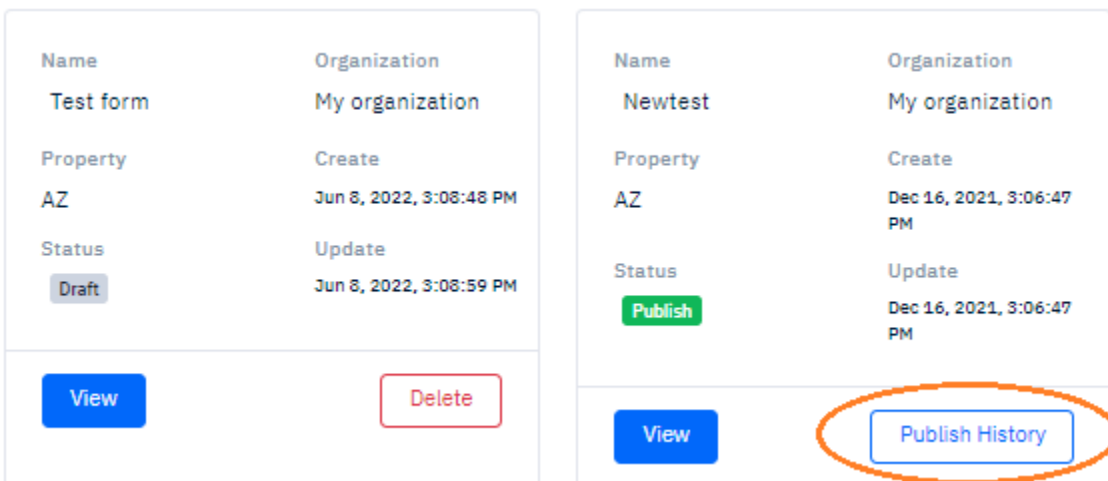 Name Organization
Test form My organization
Property Create
AZ Jun 8, 2022, 3:08:48 PM
Status Update
Draft Jun 8, 2022, 3:08:59 PM
View Delete
Name Organization
Newtest My organization
Property Create
AZ Dec 16, 2021, 3:06:47
PM
Status Update
Publish Dec 16, 2021, 3:06:47
PM
View Publish History